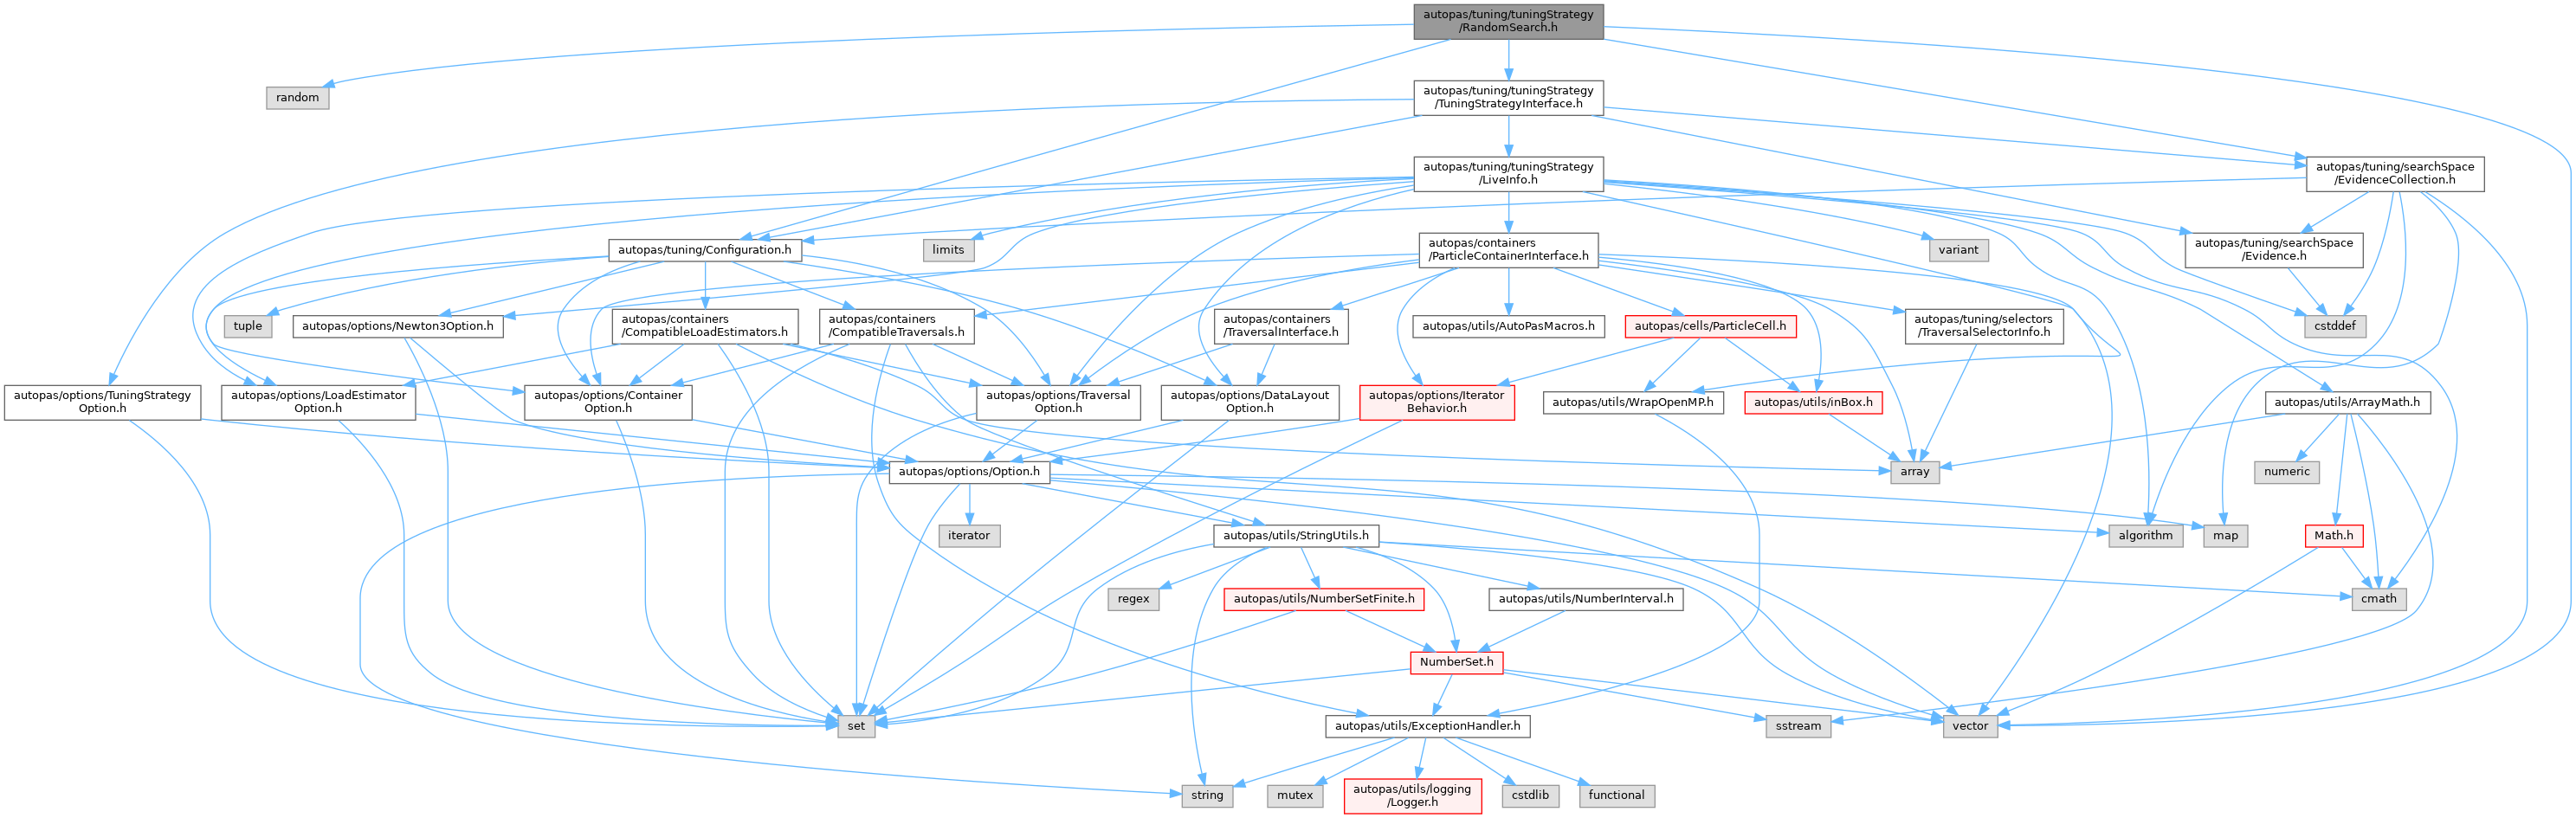 autopas/tuning/tuningStrategy
/RandomSearch.h
random
autopas/tuning/tuningStrategy
/TuningStrategyInterface.h
autopas/tuning/tuningStrategy
/LiveInfo.h
autopas/tuning/searchSpace
/EvidenceCollection.h
autopas/tuning/Configuration.h
limits
autopas/containers
/ParticleContainerInterface.h
variant
autopas/tuning/searchSpace
/Evidence.h
tuple
autopas/options/Newton3Option.h
autopas/containers
/CompatibleLoadEstimators.h
autopas/containers
/CompatibleTraversals.h
autopas/containers
/TraversalInterface.h
autopas/utils/AutoPasMacros.h
autopas/cells/ParticleCell.h
autopas/tuning/selectors
/TraversalSelectorInfo.h
cstddef
autopas/options/TuningStrategy
Option.h
autopas/options/LoadEstimator
Option.h
autopas/options/Container
Option.h
autopas/options/Traversal
Option.h
autopas/options/DataLayout
Option.h
autopas/options/Iterator
Behavior.h
autopas/utils/WrapOpenMP.h
autopas/utils/inBox.h
autopas/utils/ArrayMath.h
autopas/options/Option.h
array
numeric
iterator
autopas/utils/StringUtils.h
algorithm
map
Math.h
regex
autopas/utils/NumberSetFinite.h
autopas/utils/NumberInterval.h
cmath
NumberSet.h
set
autopas/utils/ExceptionHandler.h
sstream
vector
string
mutex
autopas/utils/logging
/Logger.h
cstdlib
functional